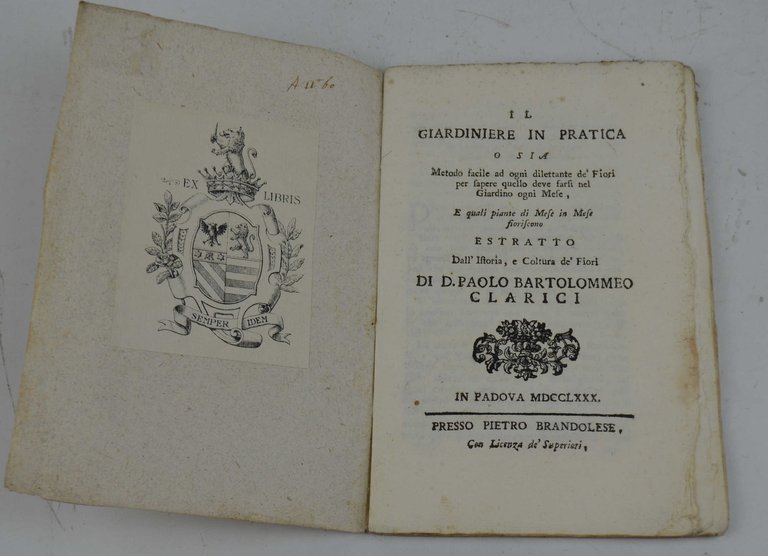 EX LIBRIS
SEMPER IDEM
IL
GIARDINIERE IN PRATICA
O SIA
Metodo facile ad ogni dilettante de' Fiori
per sapere quello deve farsi nel
Giardino ogni Mese,
E quali piante di Mese in Mese
fioriscono
ESTRATTO
Dall' Istoria, e Coltura de' Fiori
DI D. PAOLO BARTOLOMMEO
CLARICI
IN PADOVA MDCCLXXX.
PRESSO PIETRO BRANDOLESE,
Con Licenza de' Superiori,